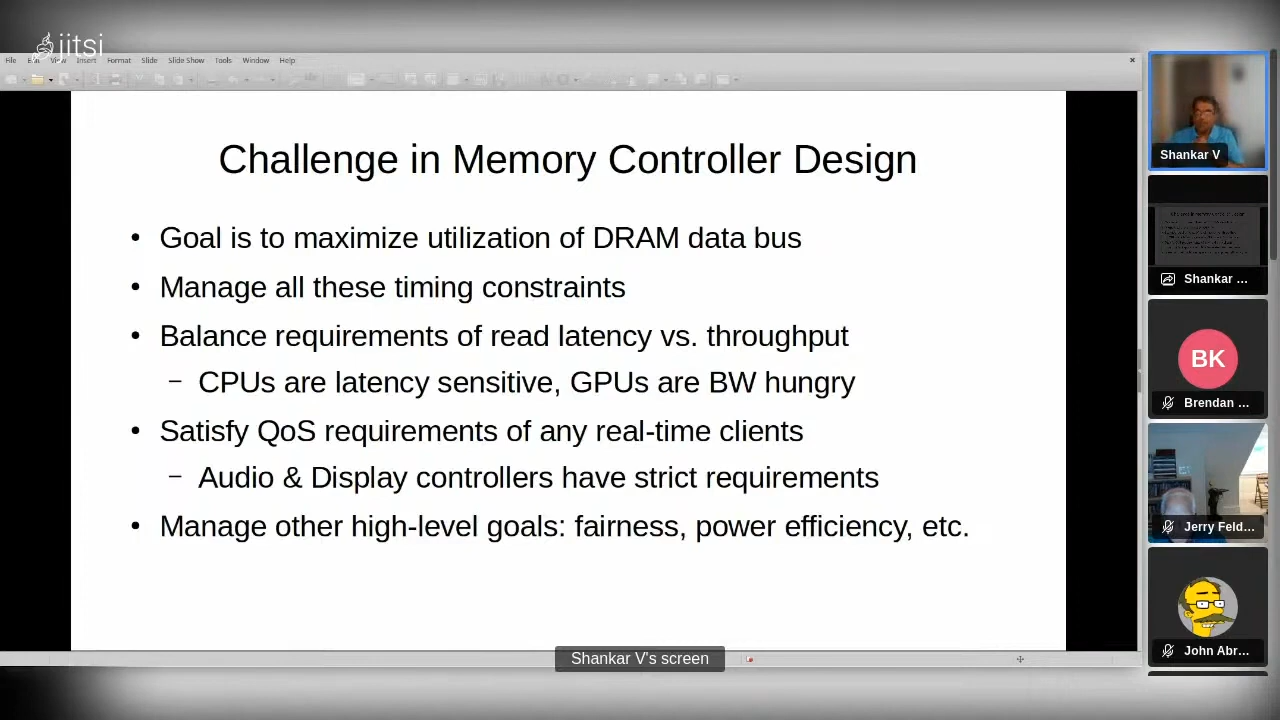 jitsi
File Edit View Insert Format Slide Slide Show Tools Window Help
Challenge in Memory Controller Design
• Goal is to maximize utilization of DRAM data bus
• Manage all these timing constraints
• Balance requirements of read latency vs. throughput
– CPUs are latency sensitive, GPUs are BW hungry
• Satisfy QoS requirements of any real-time clients
– Audio & Display controllers have strict requirements
• Manage other high-level goals: fairness, power efficiency, etc.
Shankar V's screen
Shankar V
Shankar ...
BK
Brendan ...
Jerry Feld...
John Abr...